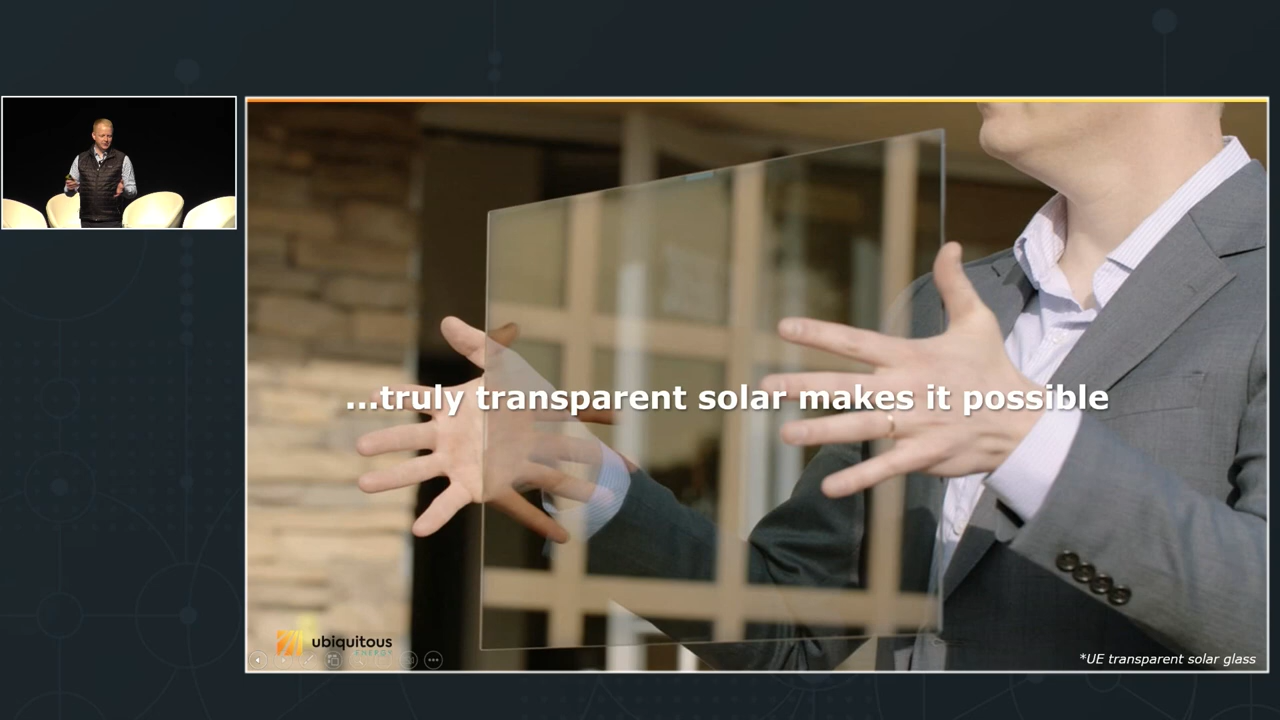 ...truly transparent solar makes it possible
ubiquitous
ENERGY
*UE transparent solar glass